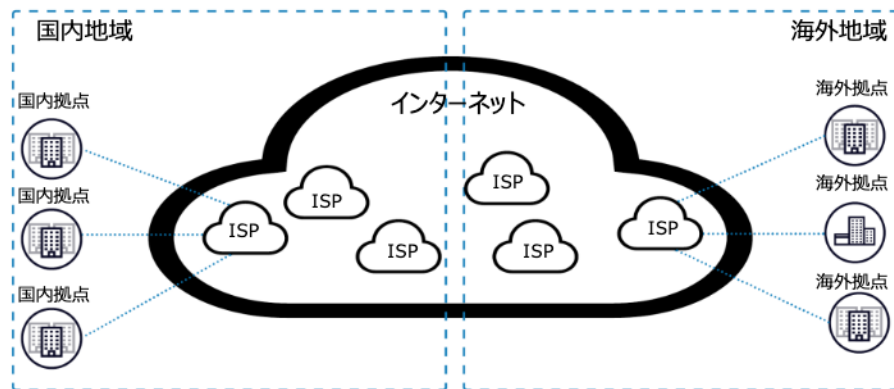 国内地域
海外地域
インターネット
国内拠点
国内拠点
国内拠点
ISP
ISP
ISP
ISP
ISP
ISP
海外拠点
海外拠点
海外拠点